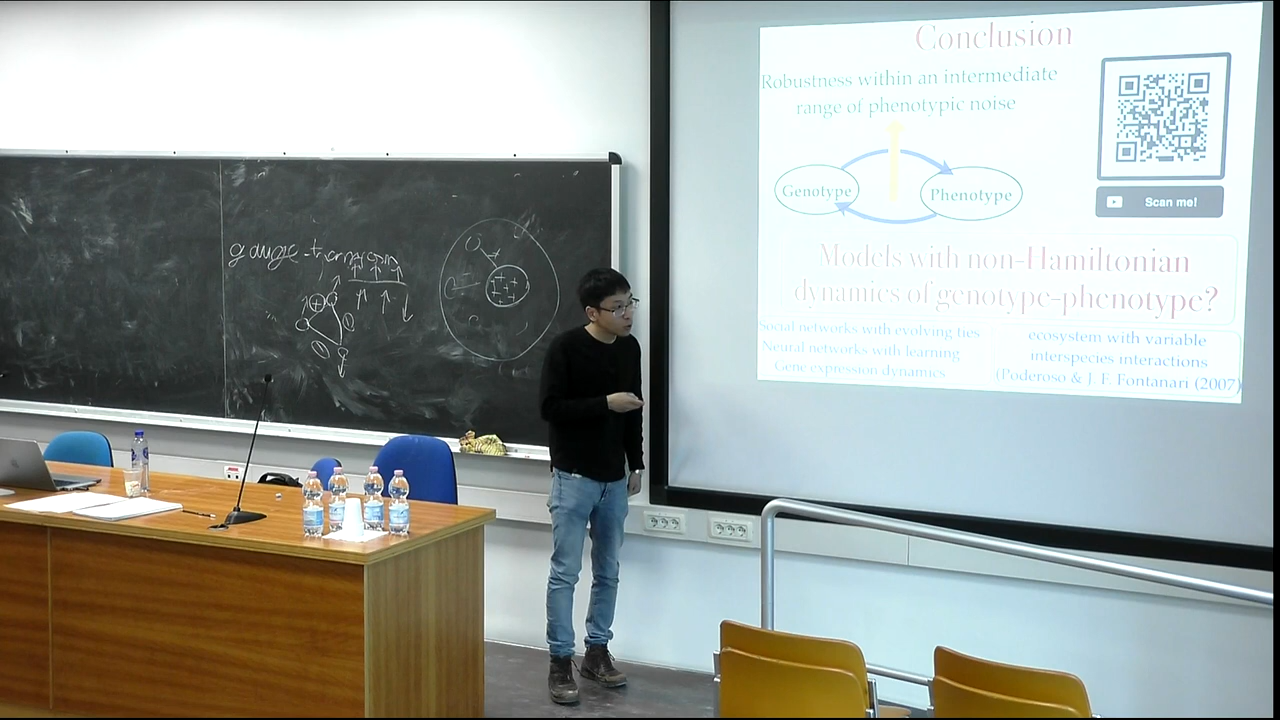 gauge-transform
Conclusion
Robustness within an intermediate
range of phenotypic noise
Genotype
Phenotype
Scan me!
Models with non-Hamiltonian
dynamics of genotype-phenotype?
Social networks with evolving ties
Neural networks with learning
Gene expression dynamics
ecosystem with variable
interspecies interactions
(Poderoso & J. F. Fontanari (2007)